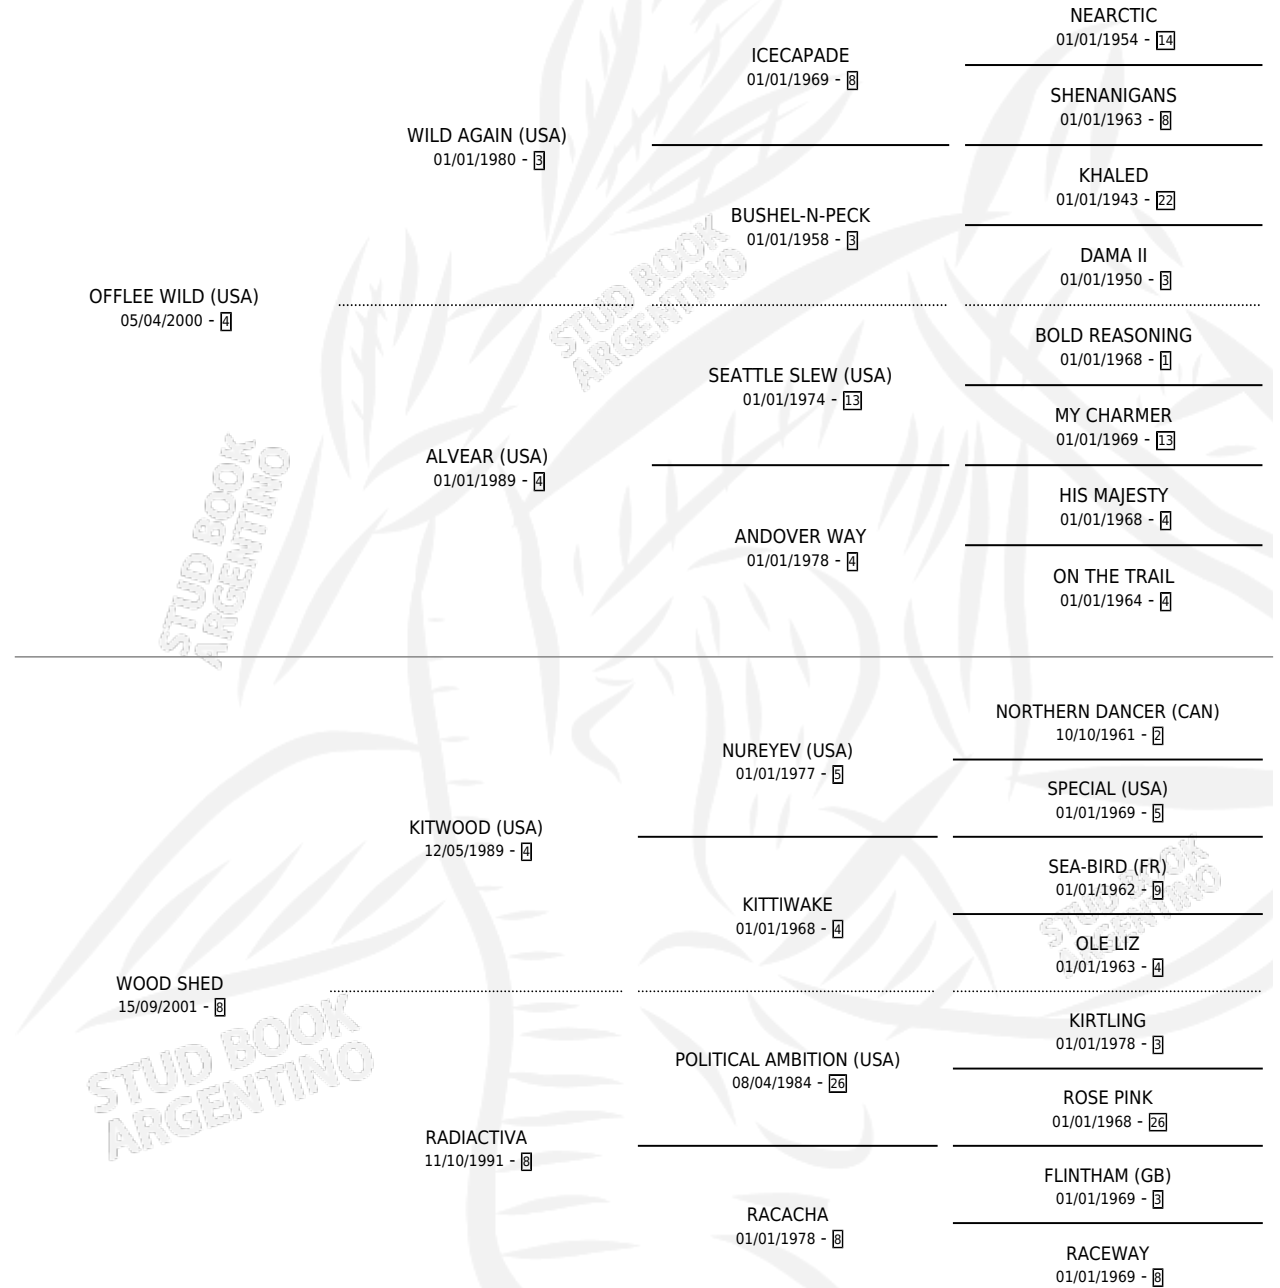 NEARCTIC
01/01/1954 - 14
ICECAPADE
01/01/1969 - 8
SHENANIGANS
01/01/1963 - 8
WILD AGAIN (USA)
01/01/1980 - 3
KHALED
01/01/1943 - 22
BUSHEL-N-PECK
01/01/1958 - 3
DAMA II
01/01/1950 - 3
OFFLEE WILD (USA)
05/04/2000 - 4
BOLD REASONING
01/01/1968 - 1
SEATTLE SLEW (USA)
01/01/1974 - 13
MY CHARMER
01/01/1969 - 13
ALVEAR (USA)
01/01/1989 - 4
HIS MAJESTY
01/01/1968 - 4
ANDOVER WAY
01/01/1978 - 4
ON THE TRAIL
01/01/1964 - 4
NORTHERN DANCER (CAN)
10/10/1961 - 2
NUREYEV (USA)
01/01/1977 - 5
SPECIAL (USA)
01/01/1969 - 5
KITWOOD (USA)
12/05/1989 - 4
SEA-BIRD (FR)
01/01/1962 - 9
KITTIWAKE
01/01/1968 - 4
OLE LIZ
01/01/1963 - 4
WOOD SHED
15/09/2001 - 8
KIRTLING
01/01/1978 - 3
POLITICAL AMBITION (USA)
08/04/1984 - 26
ROSE PINK
01/01/1968 - 26
RADIACTIVA
11/10/1991 - 8
FLINTHAM (GB)
01/01/1969 - 3
RACACHA
01/01/1978 - 8
RACEWAY
01/01/1969 - 8
STUD BOOK
ARGENTINO
STUD BOOK
ARGENTINO
STUD BOOK
ARGENTINO
STUD BOOK
ARGENTINO